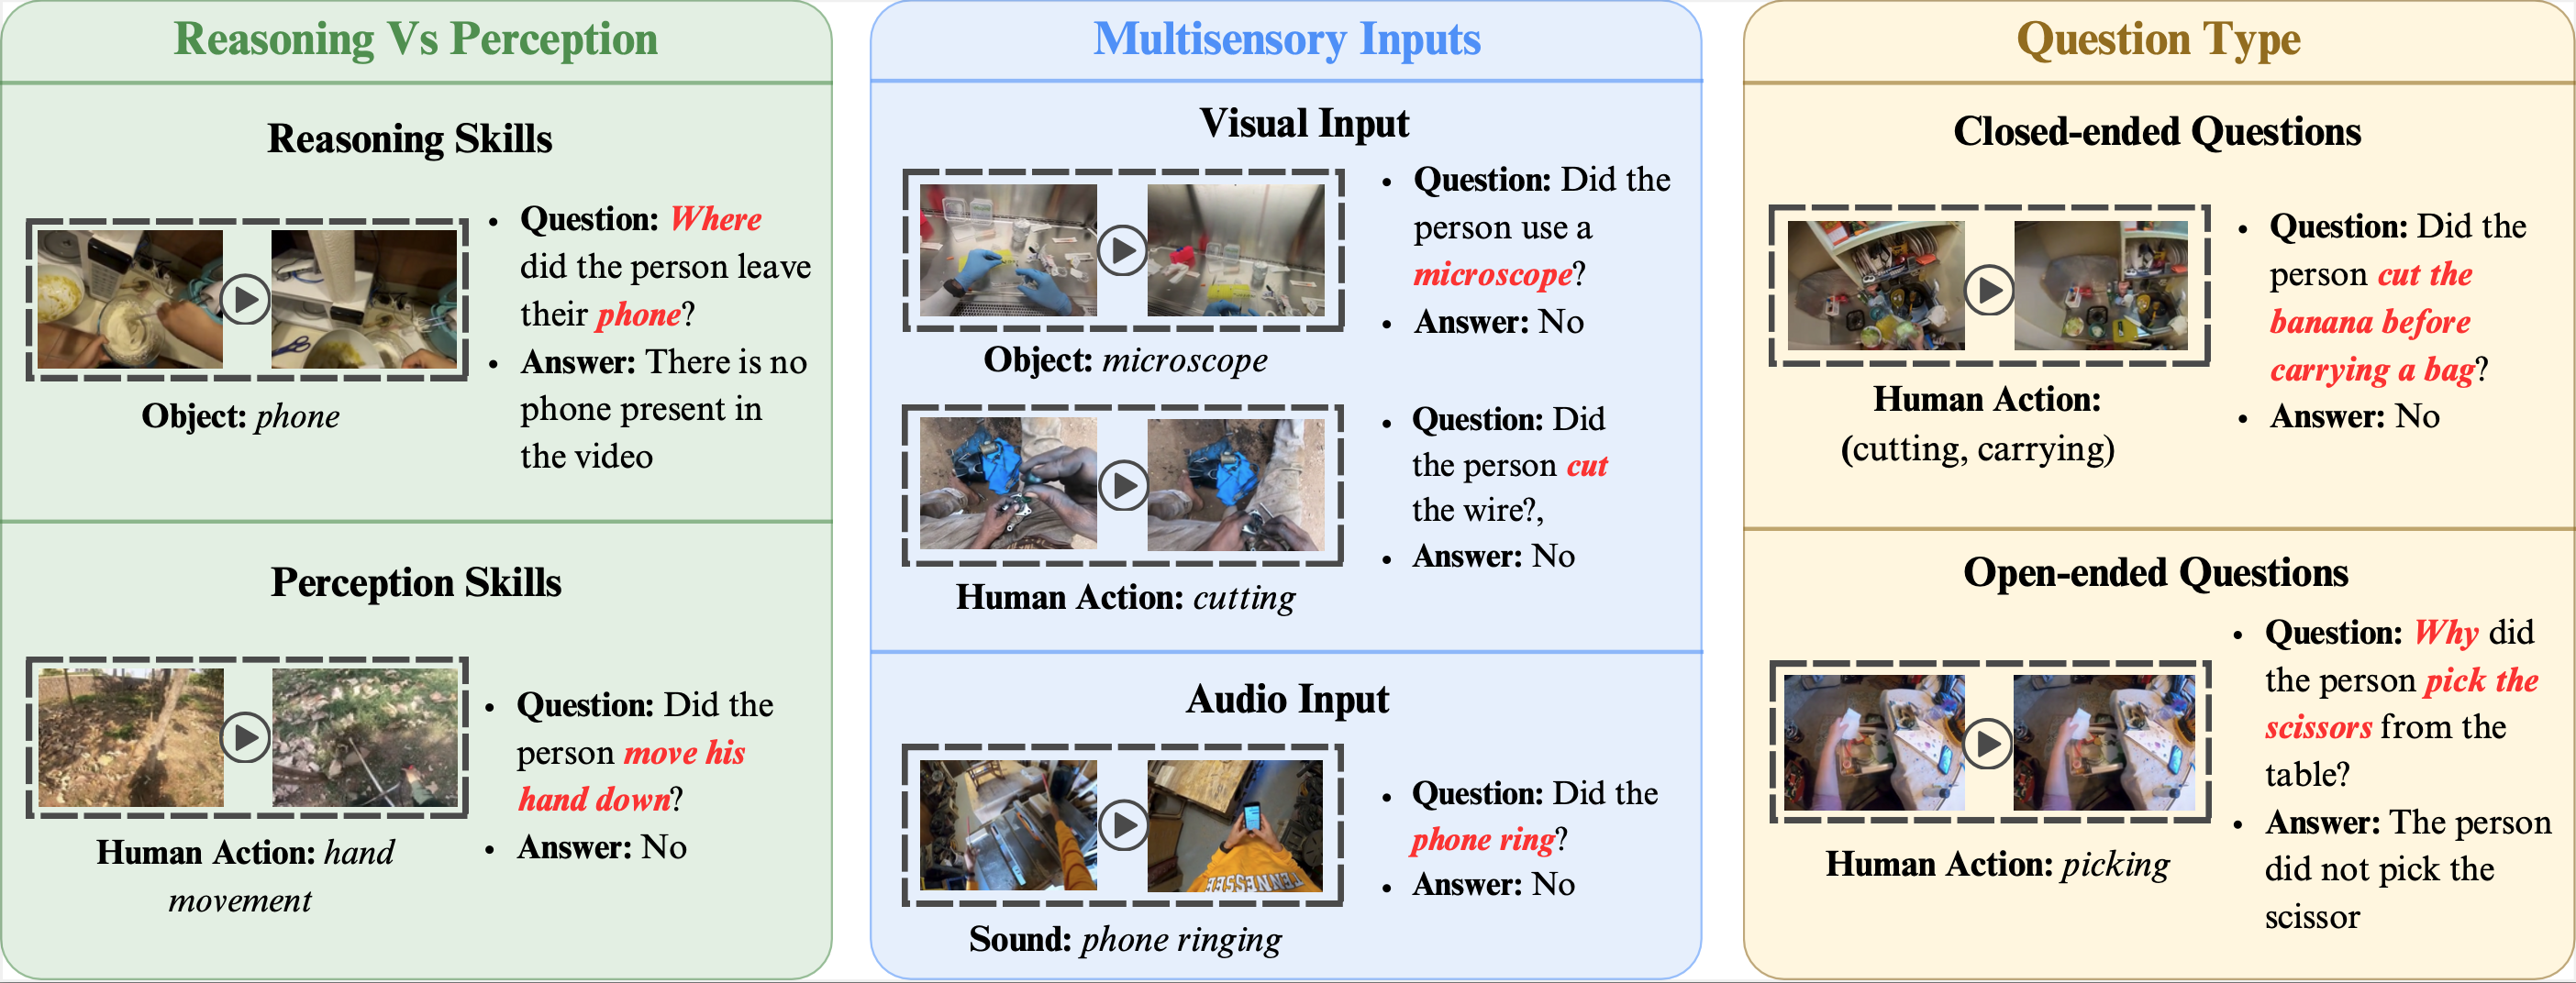 Reasoning Vs Perception
Reasoning Skills
• Question: Where
did the person leave
their phone?
• Answer: There is no
phone present in
the video
Object: phone
Perception Skills
• Question: Did the
person move his
hand down?
• Answer: No
Human Action: hand
movement
Multisensory Inputs
Visual Input
• Question: Did the
person use a
microscope?
• Answer: No
Object: microscope
• Question: Did
the person cut
the wire?,
• Answer: No
Human Action: cutting
Audio Input
• Question: Did the
phone ring?
• Answer: No
TENNESSEE
Sound: phone ringing
Question Type
Closed-ended Questions
• Question: Did the
person cut the
banana before
carrying a bag?
• Answer: No
Human Action:
(cutting, carrying)
Open-ended Questions
• Question: Why did
the person pick the
scissors from the
table?
• Answer: The person
did not pick the
scissor
Human Action: picking